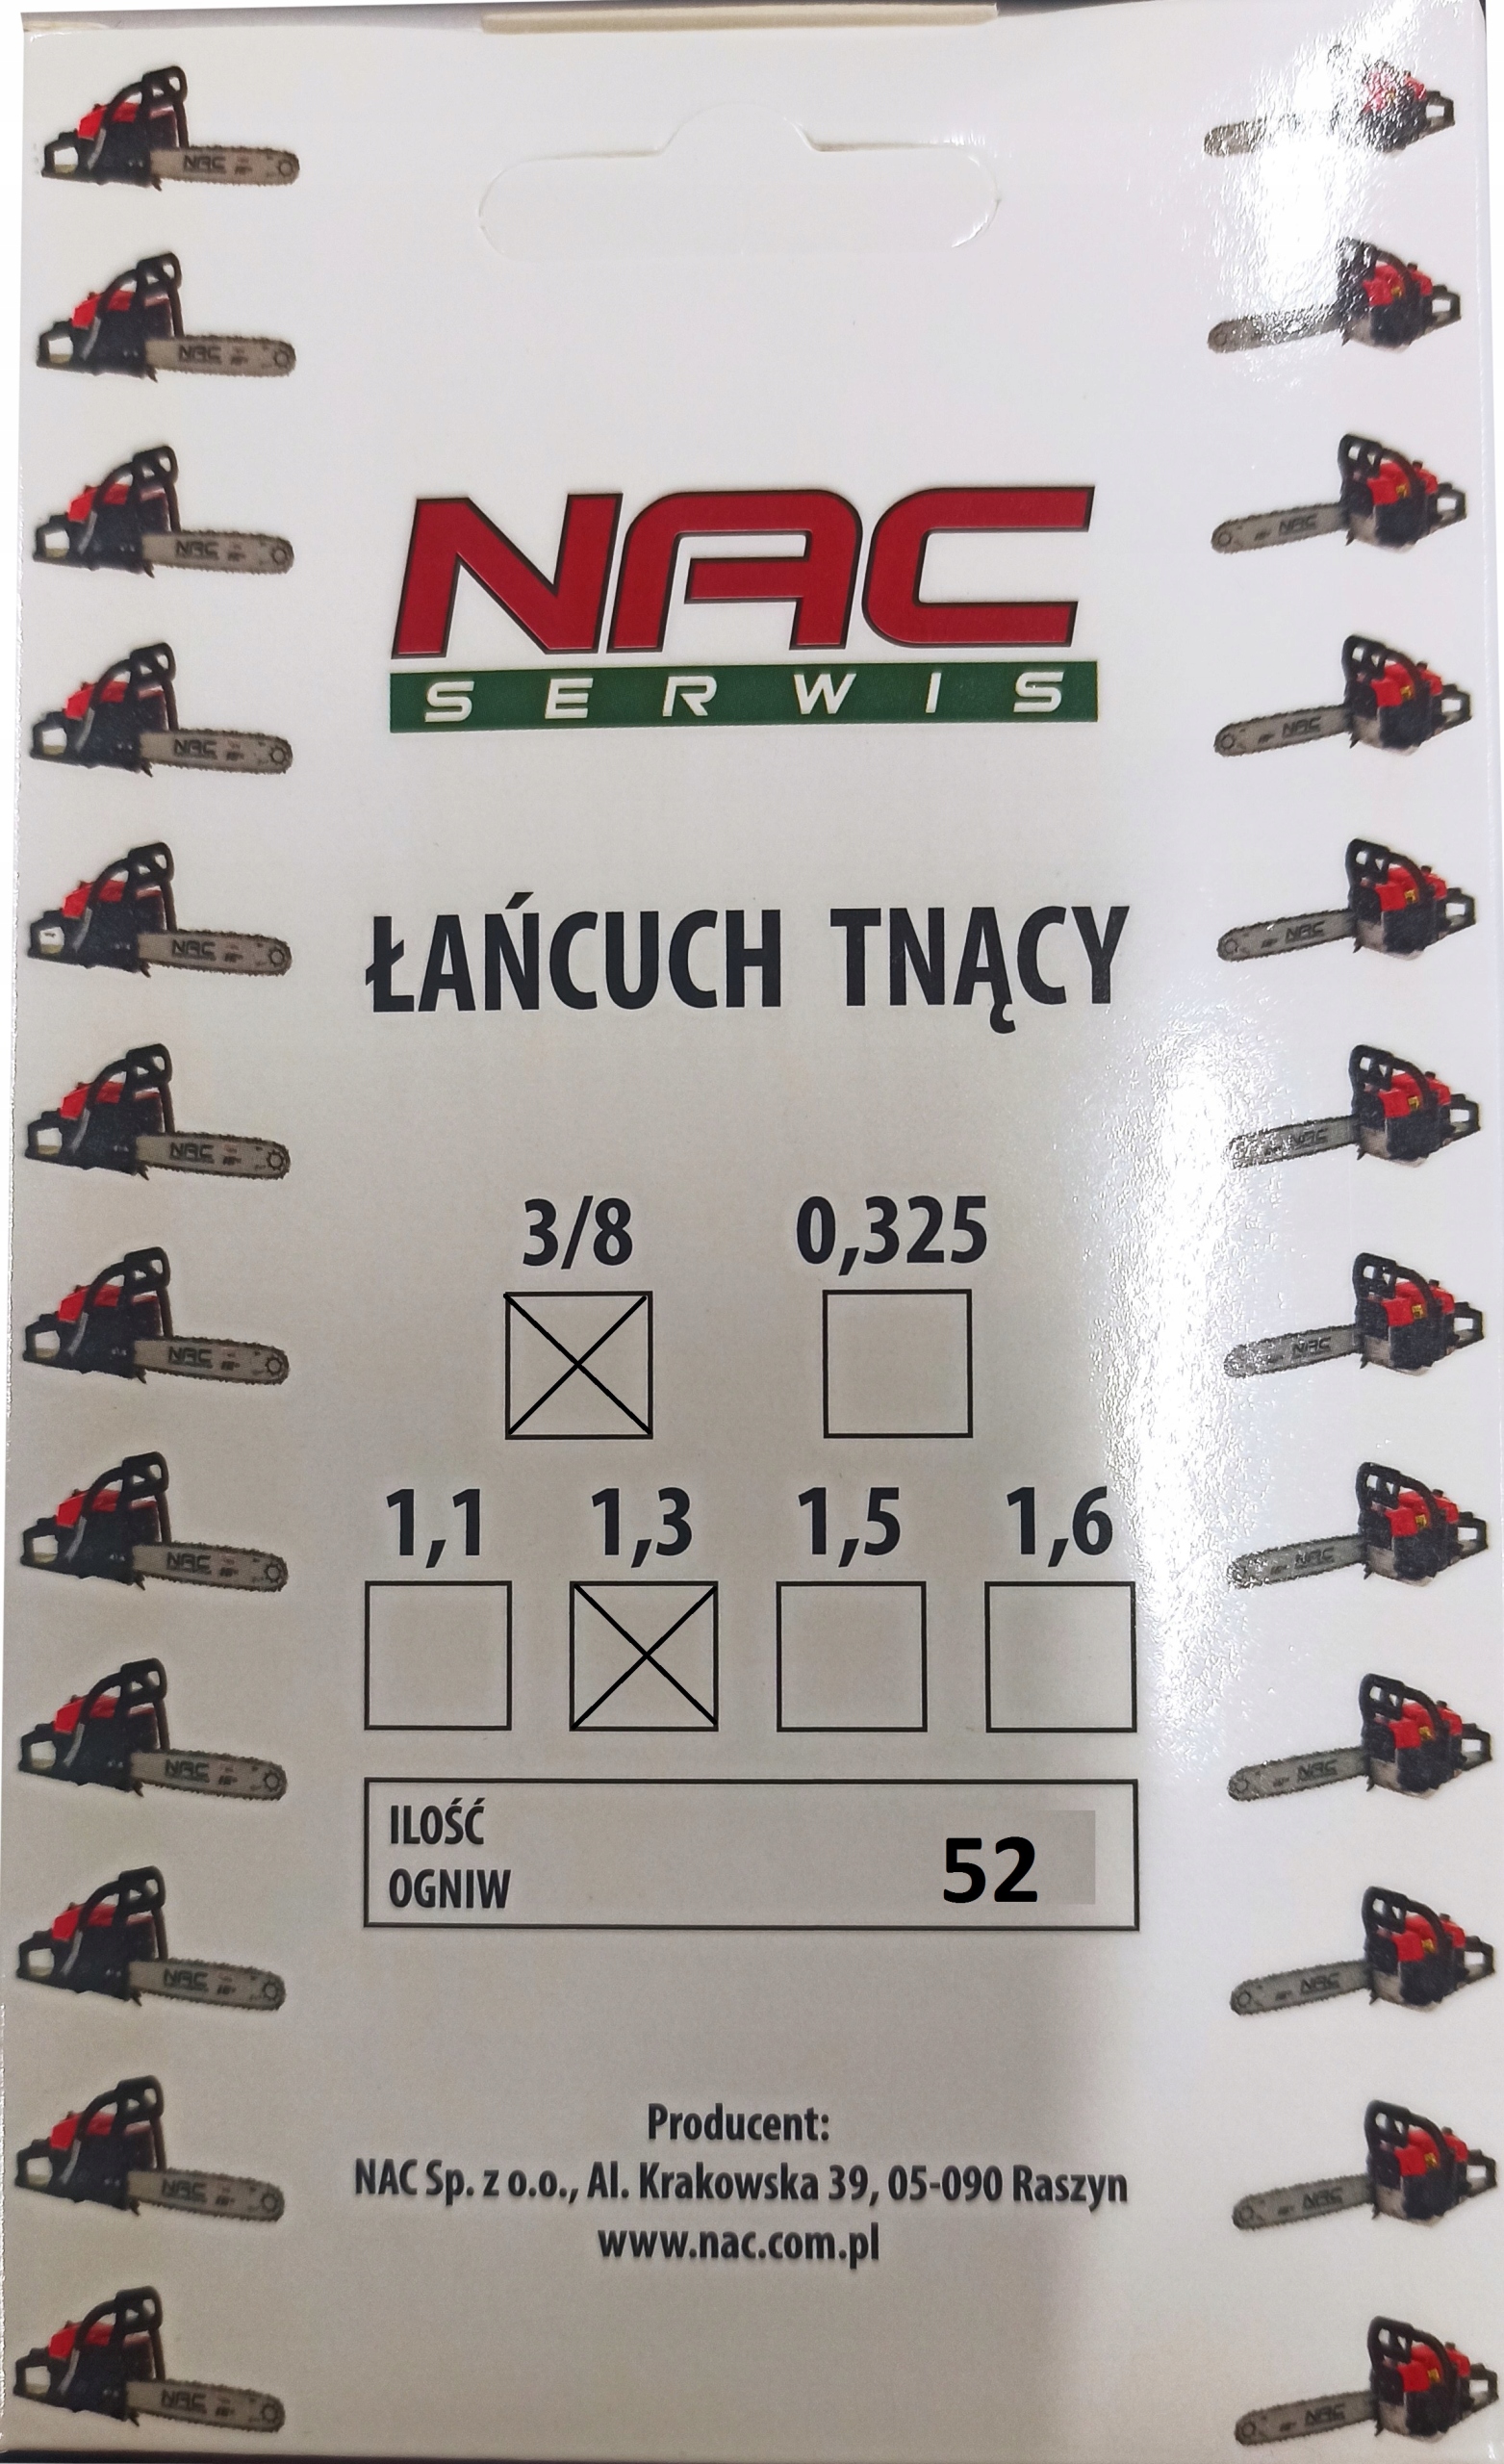 NAC
SERWIS
ŁAŃCUCH TNĄCY
3/8 0,325
1,1 1,3 1,5 1,6
ILOŚĆ
OGNIW 52
Producent:
NAC Sp. z o.o., Al. Krakowska 39, 05-090 Raszyn
www.nac.com.pl